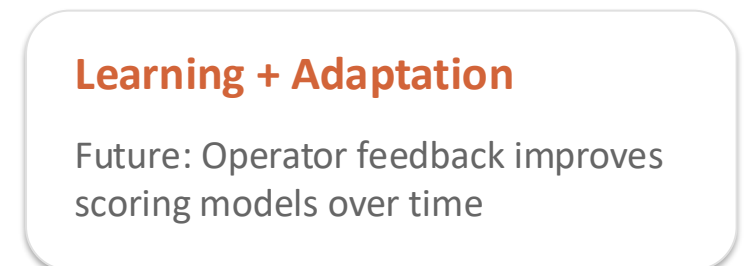 Learning + Adaptation
Future: Operator feedback improves
scoring models over time